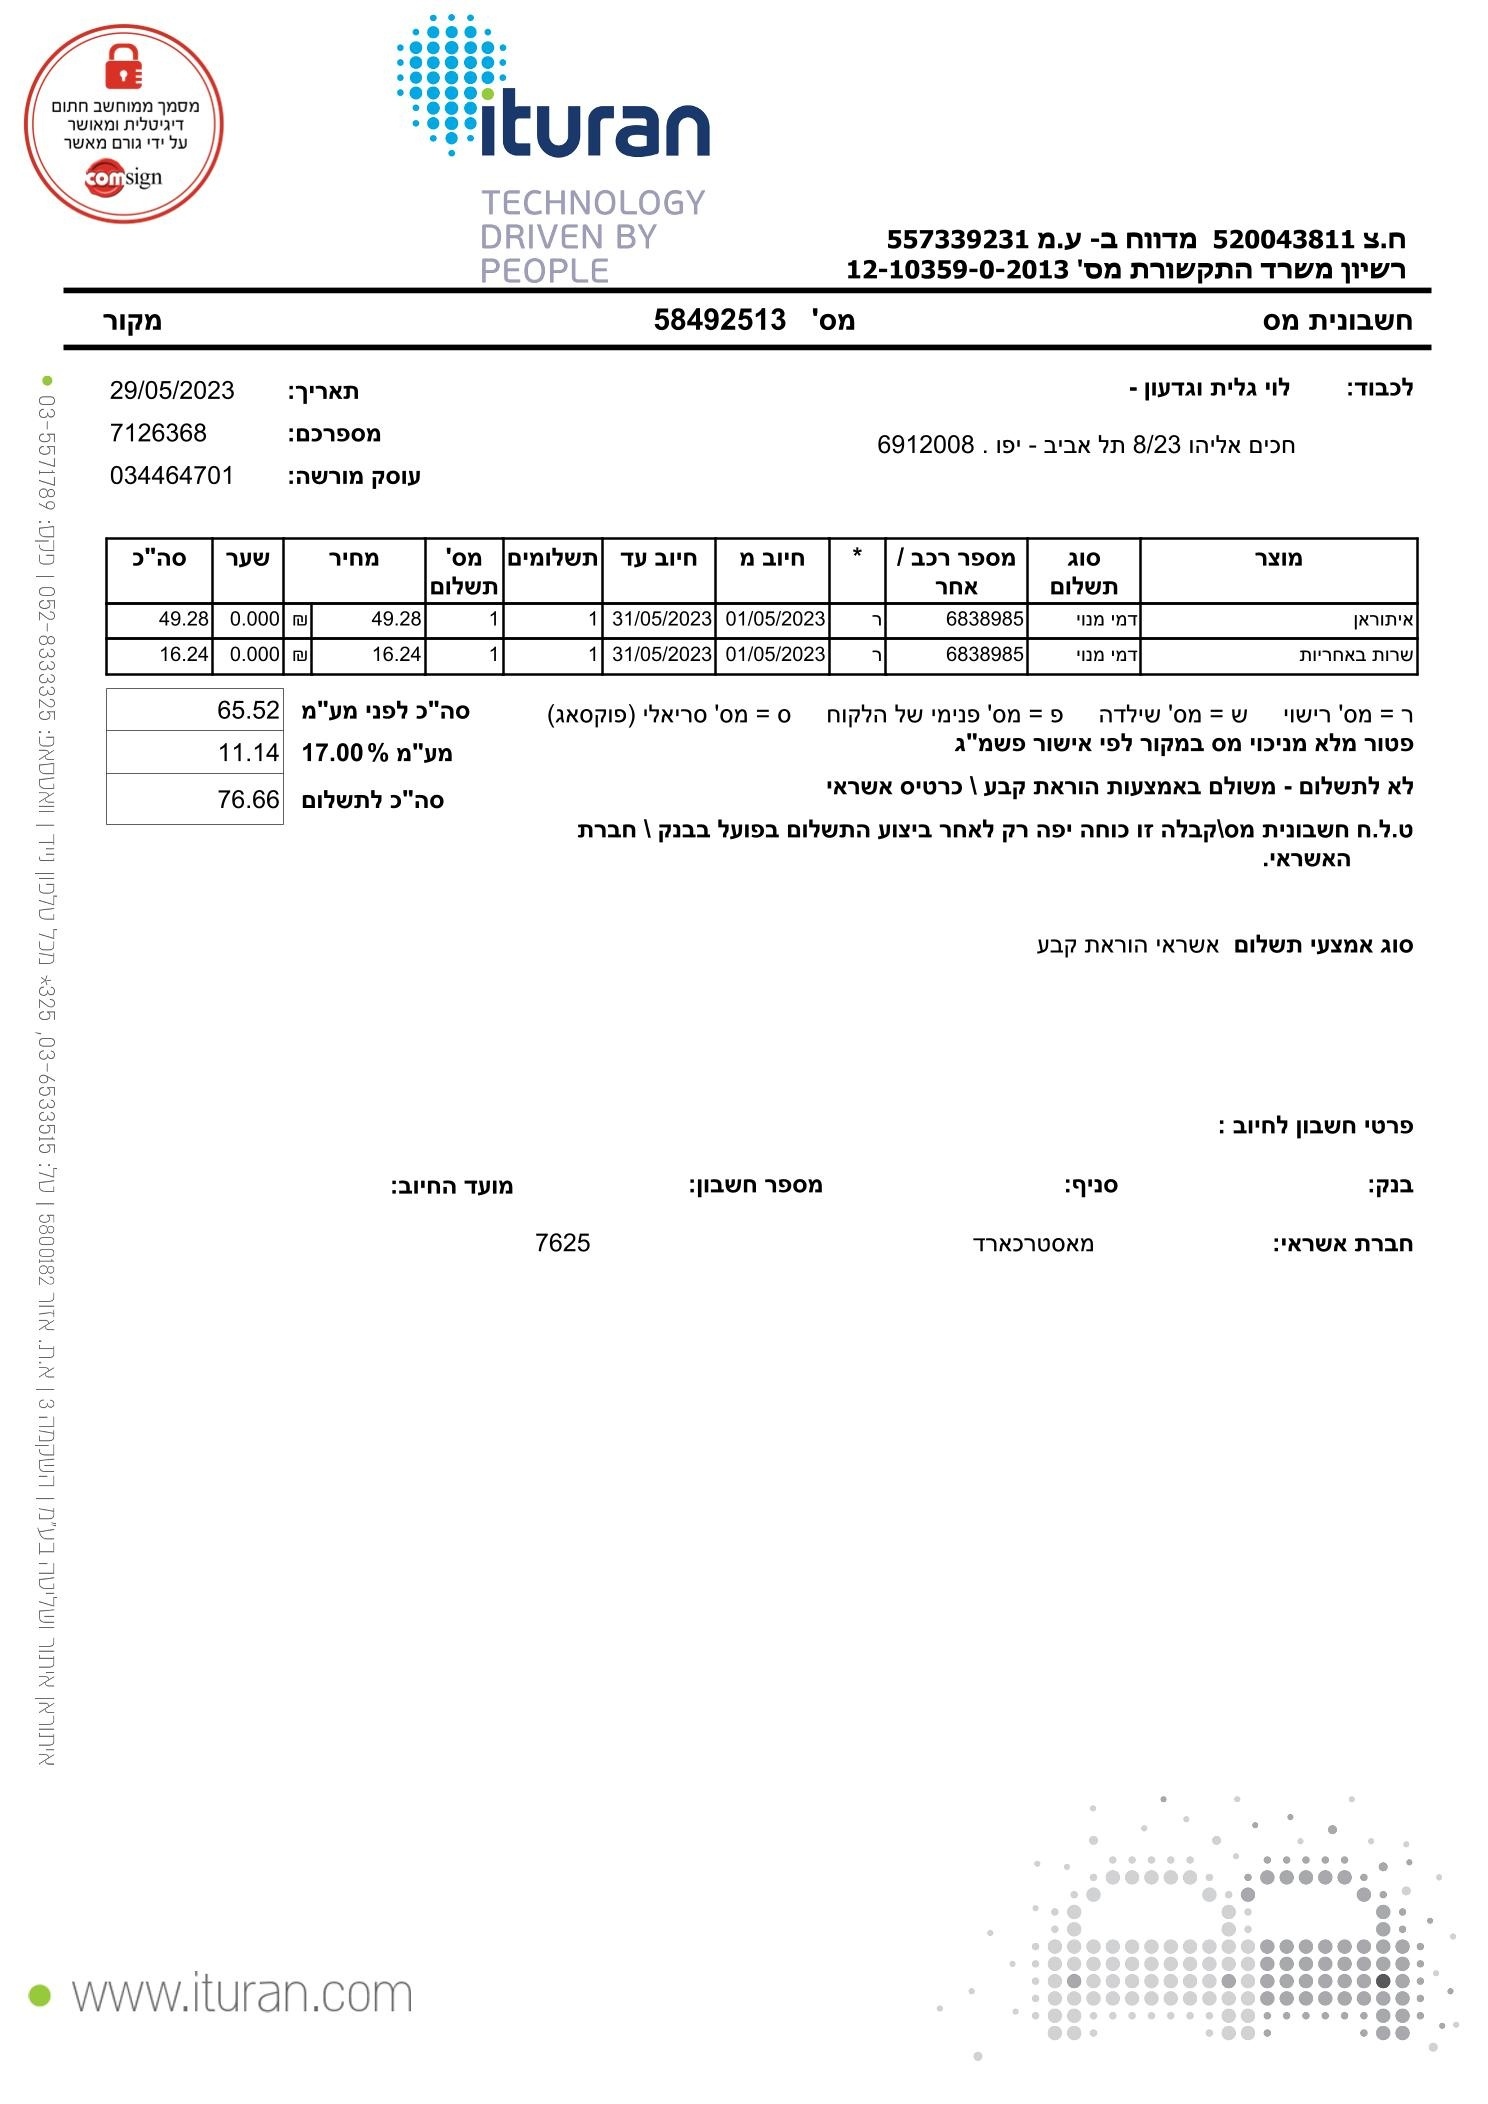 מסמך ממוחשב חתום
דיגיטלית ומאושר
על ידי גורם מאשר
comsign
ituran
TECHNOLOGY
DRIVEN BY
PEOPLE
ח.צ 520043811 מדווח ב- ע.מ 557339231
רשיון משרד התקשורת מס' 12-10359-0-2013
חשבונית מס מס' 58492513 מקור
לכבוד: לוי גלית וגדעון -
חכים אליהו 8/23 תל אביב - יפו . 6912008
תאריך: 29/05/2023
מספרכם: 7126368
עוסק מורשה: 034464701
מוצר סוג תשלום מספר רכב / אחר * חיוב מ חיוב עד תשלומים מס' תשלום מחיר שער סה"כ
איתוראן דמי מנוי 6838985 ר 01/05/2023 31/05/2023 1 1 49.28 ₪ 0.000 49.28
שרות באחריות דמי מנוי 6838985 ר 01/05/2023 31/05/2023 1 1 16.24 ₪ 0.000 16.24
ר = מס' רישוי ש = מס' שילדה פ = מס' פנימי של הלקוח ס = מס' סריאלי (פוקסאג)
פטור מלא מניכוי מס במקור לפי אישור פשמ"ג
לא לתשלום - משולם באמצעות הוראת קבע \ כרטיס אשראי
ט.ל.ח חשבונית מס\קבלה זו כוחה יפה רק לאחר ביצוע התשלום בפועל בבנק \ חברת
האשראי.
סה"כ לפני מע"מ 65.52
מע"מ 17.00% 11.14
סה"כ לתשלום 76.66
סוג אמצעי תשלום אשראי הוראת קבע
פרטי חשבון לחיוב :
בנק: סניף: מספר חשבון: מועד החיוב:
חברת אשראי: מאסטרכארד 7625
איתוראן איתור ושליטה בע"מ | השקמה 3 | א.ת. אזור 5800182 | טל: 03-6533515, 325* מכל טלפון נייד | וואטסאפ: 052-8333325 | פקס: 03-5571789
www.ituran.com